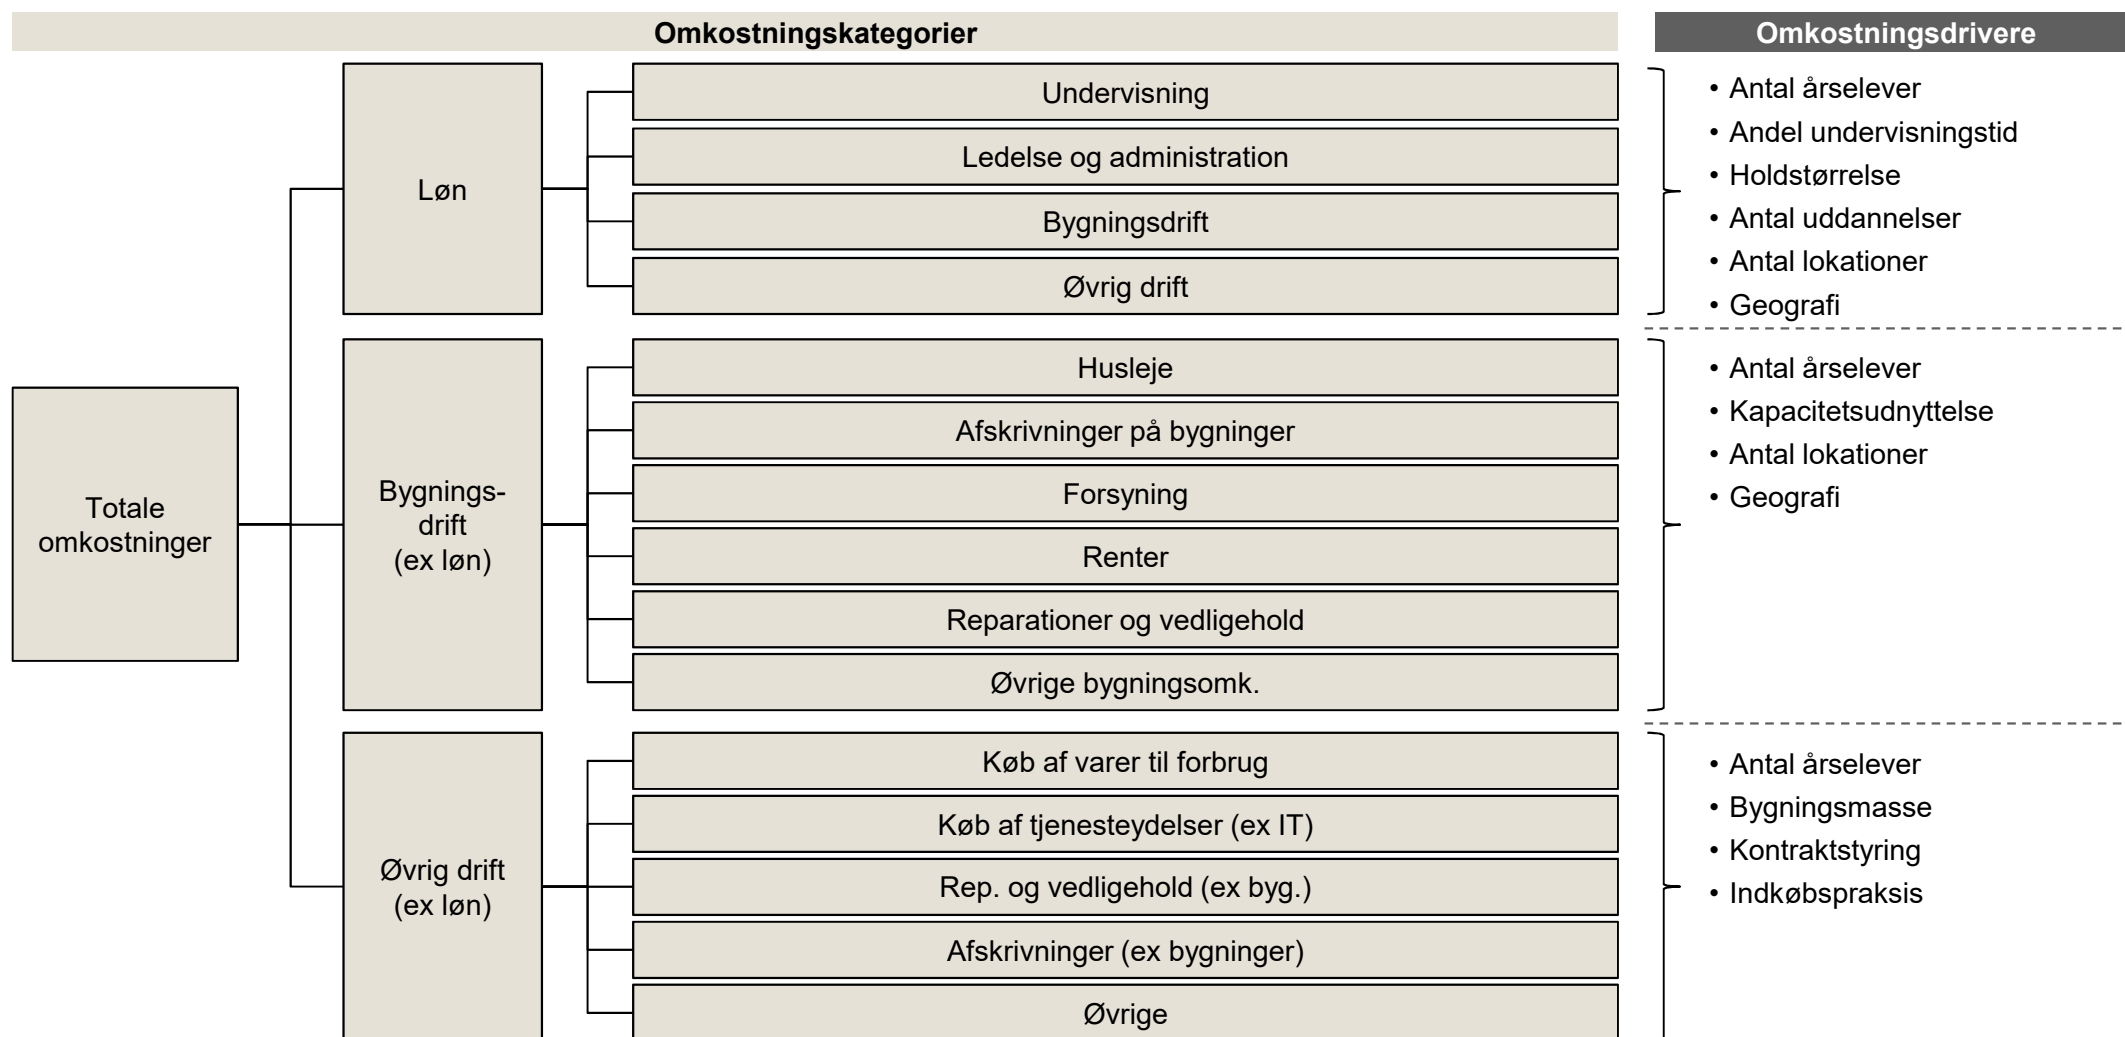 Omkostningskategorier
Omkostningsdrivere
Totale
omkostninger
Løn
Undervisning
Ledelse og administration
Bygningsdrift
Øvrig drift
• Antal årselever
• Andel undervisningstid
• Holdstørrelse
• Antal uddannelser
• Antal lokationer
• Geografi
Bygnings-
drift
(ex løn)
Husleje
Afskrivninger på bygninger
Forsyning
Renter
Reparationer og vedligehold
Øvrige bygningsomk.
• Antal årselever
• Kapacitetsudnyttelse
• Antal lokationer
• Geografi
Øvrig drift
(ex løn)
Køb af varer til forbrug
Køb af tjenesteydelser (ex IT)
Rep. og vedligehold (ex byg.)
Afskrivninger (ex bygninger)
Øvrige
• Antal årselever
• Bygningsmasse
• Kontraktstyring
• Indkøbspraksis